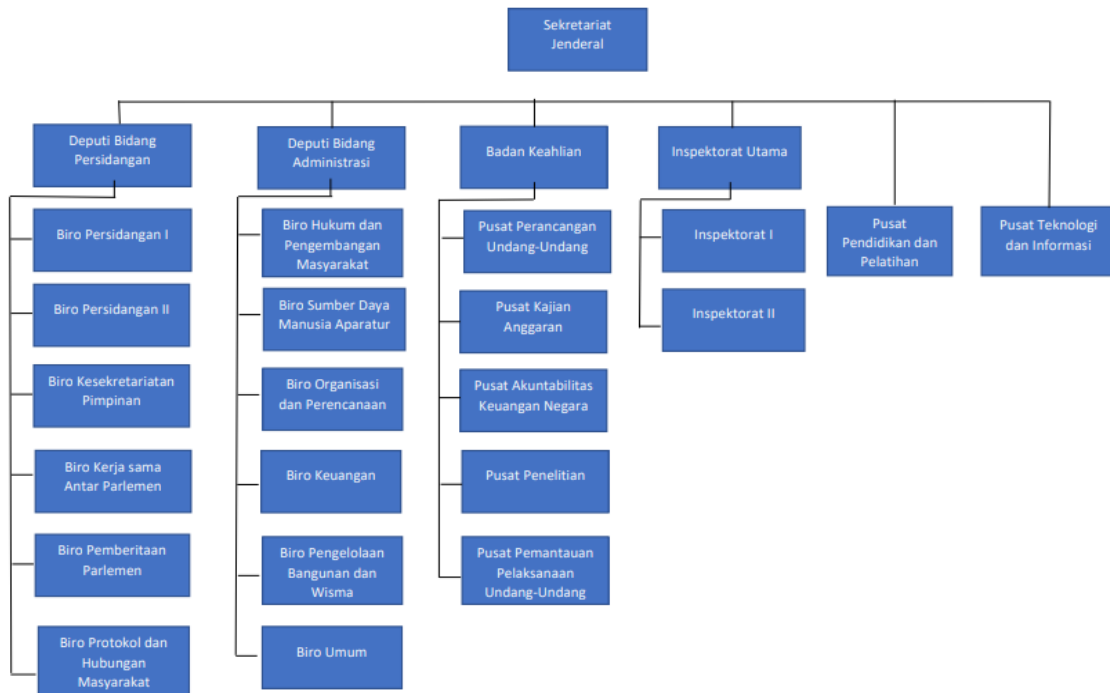 Sekretariat
Jenderal
Deputi Bidang
Persidangan
Deputi Bidang
Administrasi
Badan Keahlian
Inspektorat Utama
Pusat
Pendidikan dan
Pelatihan
Pusat Teknologi
dan Informasi
Biro Persidangan I
Biro Persidangan II
Biro Kesekretariatan
Pimpinan
Biro Kerja sama
Antar Parlemen
Biro Pemberitaan
Parlemen
Biro Protokol dan
Hubungan
Masyarakat
Biro Hukum dan
Pengembangan
Masyarakat
Biro Sumber Daya
Manusia Aparatur
Biro Organisasi
dan Perencanaan
Biro Keuangan
Biro Pengelolaan
Bangunan dan
Wisma
Biro Umum
Pusat Perancangan
Undang-Undang
Pusat Kajian
Anggaran
Pusat Akuntabilitas
Keuangan Negara
Pusat Penelitian
Pusat Pemantauan
Pelaksanaan
Undang-Undang
Inspektorat I
Inspektorat II